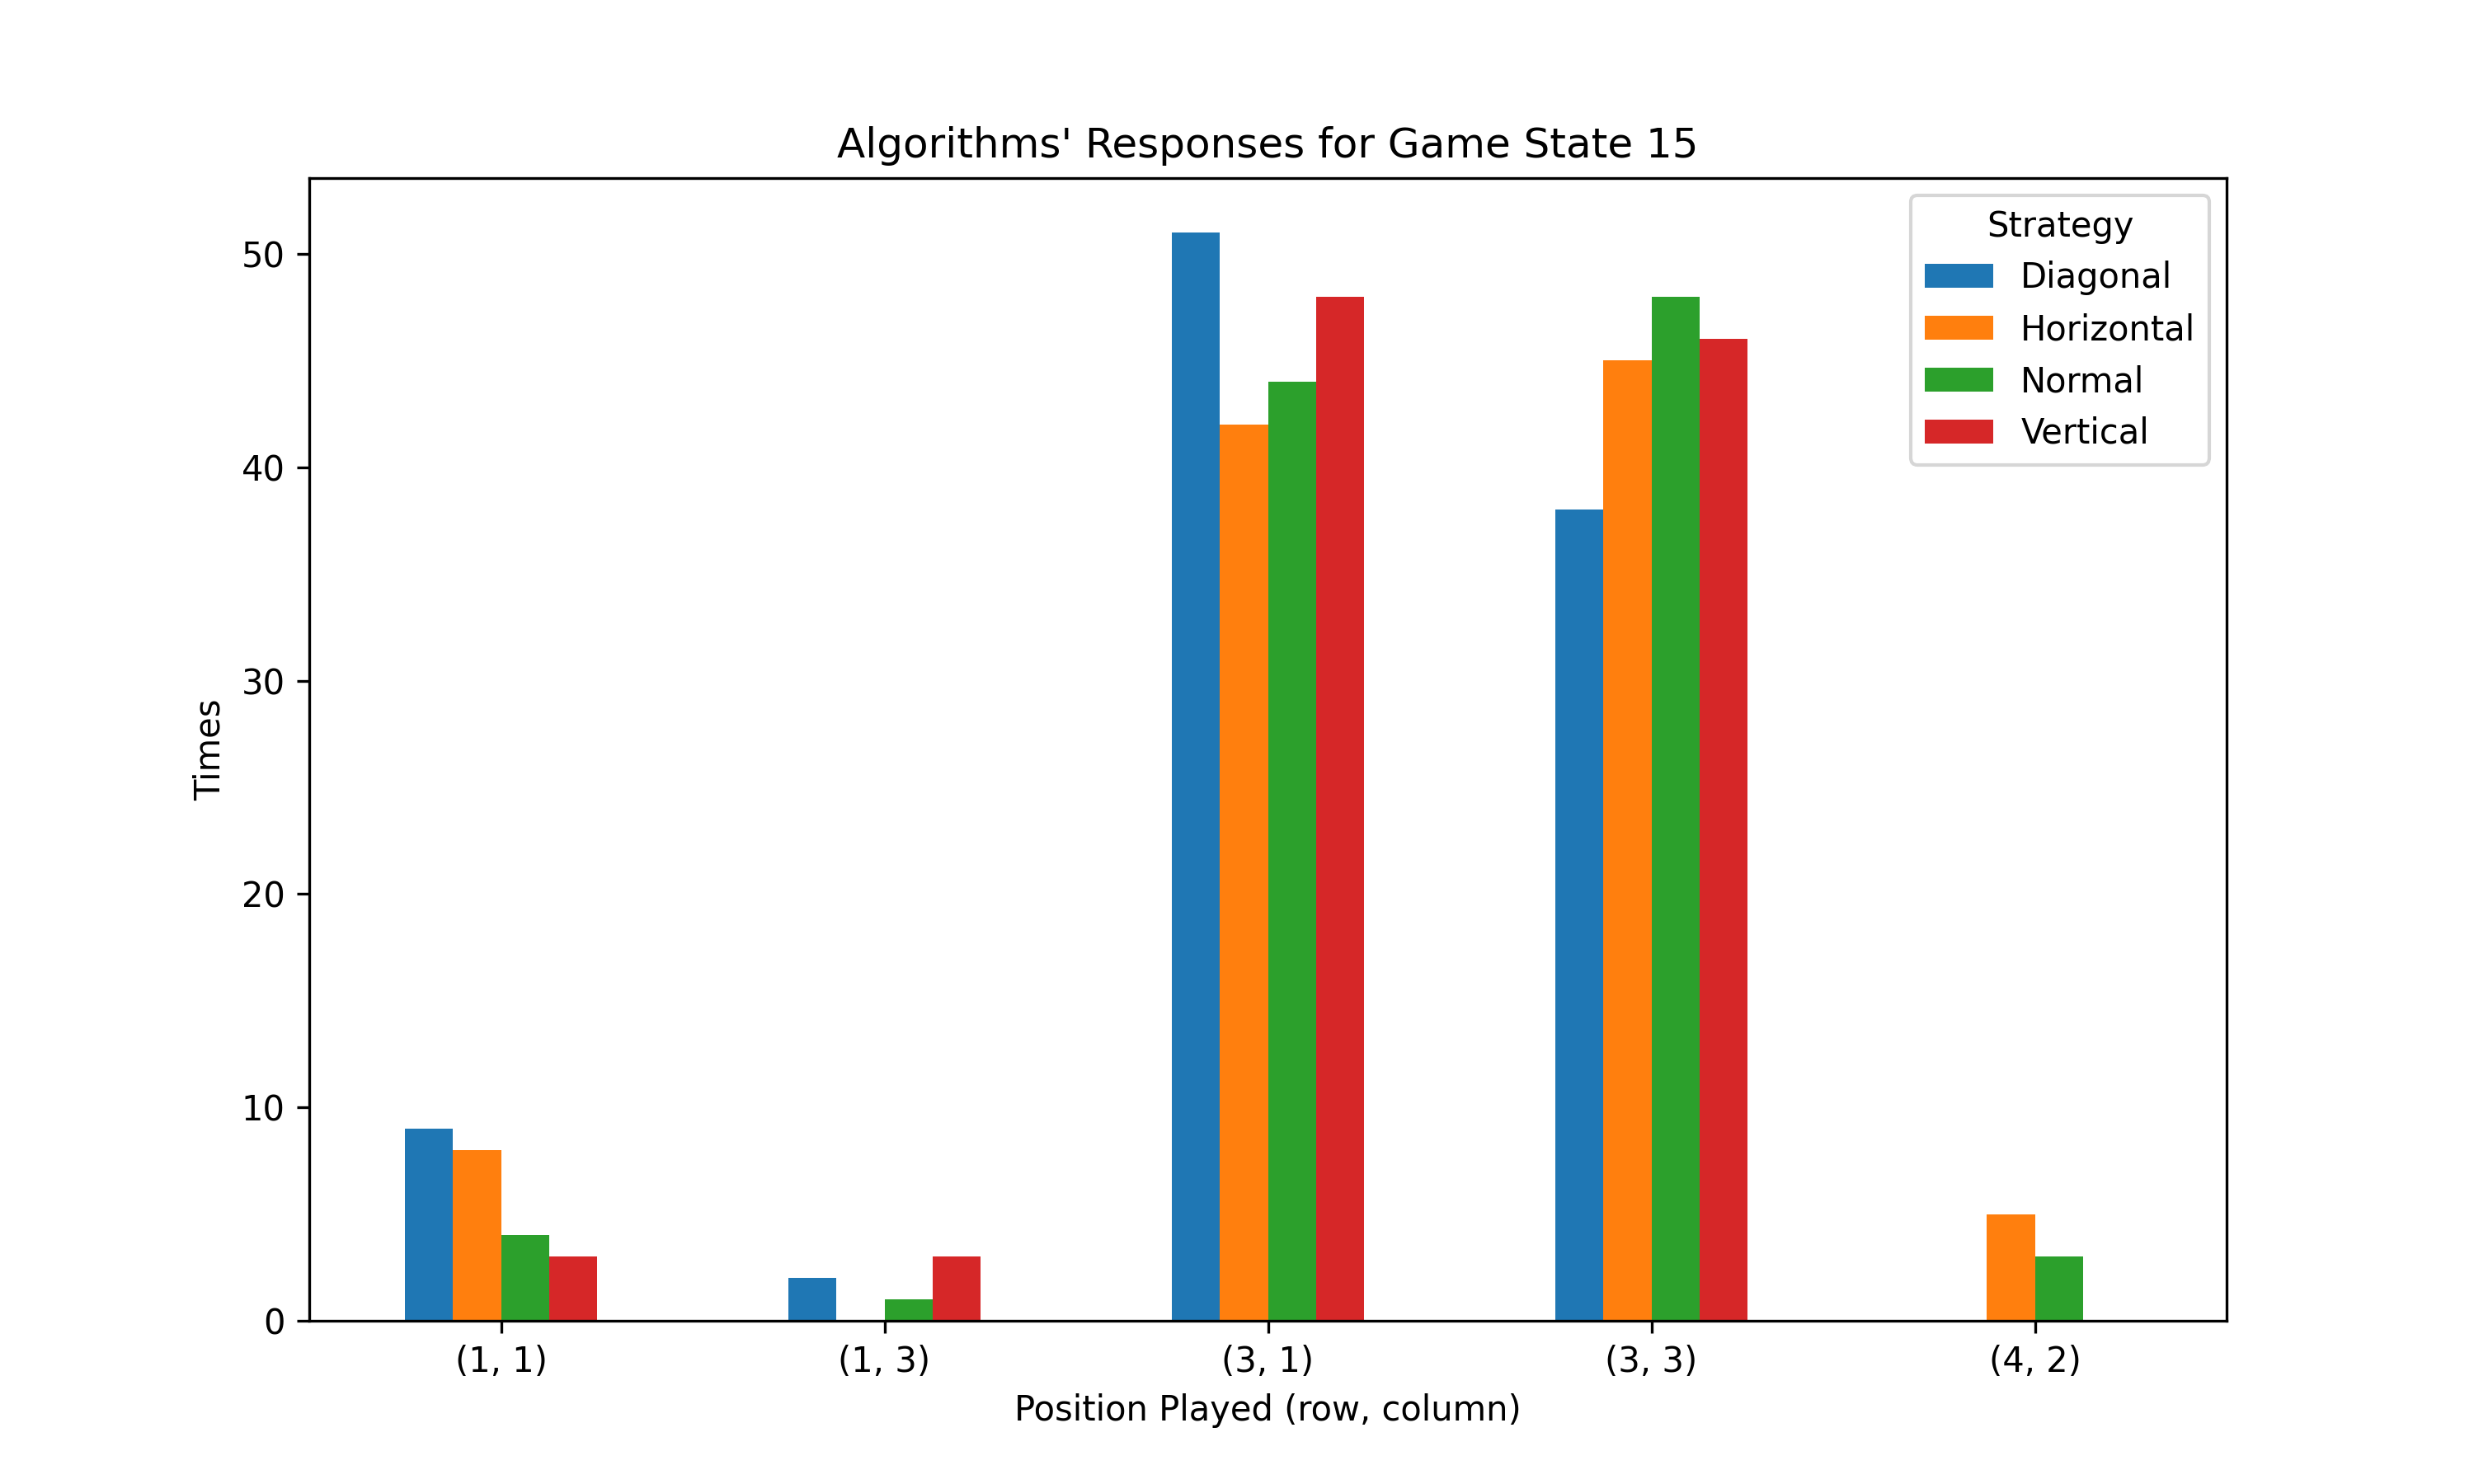 Algorithms' Responses for Game State 15
Strategy
Diagonal
Horizontal
Normal
Vertical
50
40
30
20
10
0
Times
(1, 1)
(1, 3)
(3, 1)
(3, 3)
(4, 2)
Position Played (row, column)